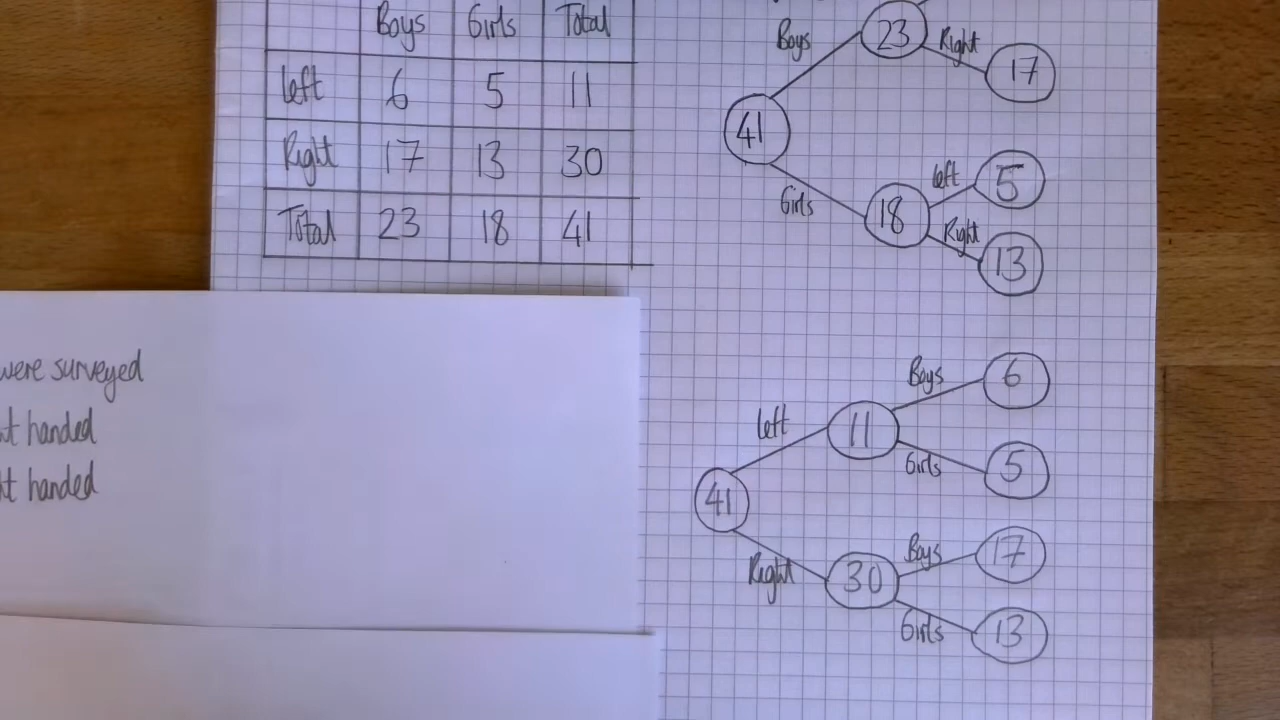 Boys Girls Total
left 6 5 11
Right 17 13 30
Total 23 18 41
were surveyed
handed
handed
Boys 23 Right 17
41
Girls 18 left 5
Right 13
Boys 6
left 11
Girls 5
41
Boys 17
Right 30
Girls 13